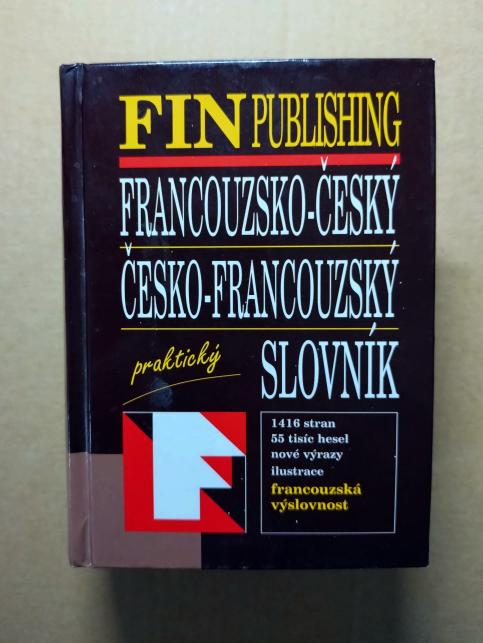 FIN PUBLISHING
FRANCOUZSKO-ČESKÝ
ČESKO-FRANCOUZSKÝ
praktický SLOVNÍK
1416 stran
55 tisíc hesel
nové výrazy
ilustrace
francouzská
výslovnost